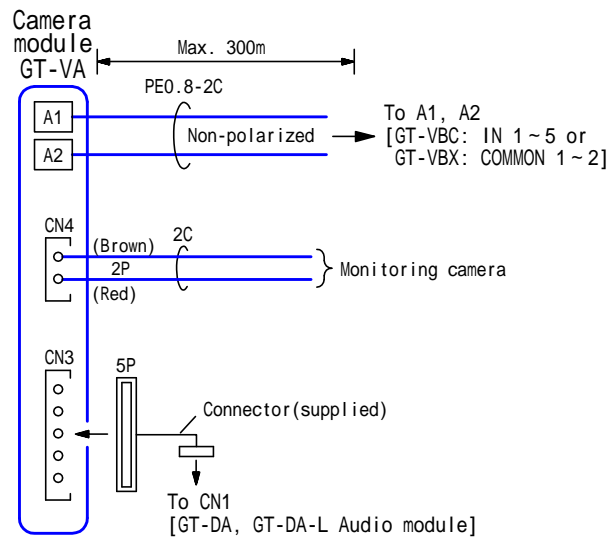 Camera
module
GT-VA
Max. 300m
PE0.8-2C
A1
Non-polarized
A2
To A1, A2
[GT-VBC: IN 1~5 or
GT-VBX: COMMON 1~2]
CN4
(Brown)
2C
2P
(Red)
Monitoring camera
CN3
5P
Connector(supplied)
To CN1
[GT-DA, GT-DA-L Audio module]